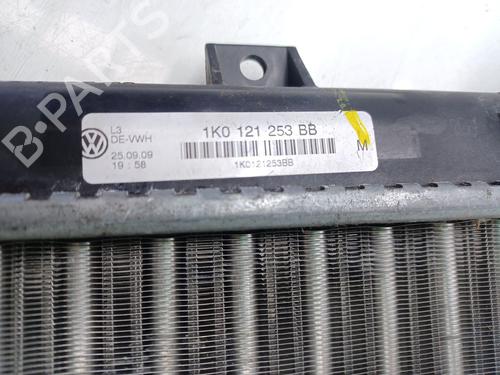 B-PARTS
L3
DE-VWH
25.09.09
19:58
1K0 121 253 BB
1K0121253BB
M